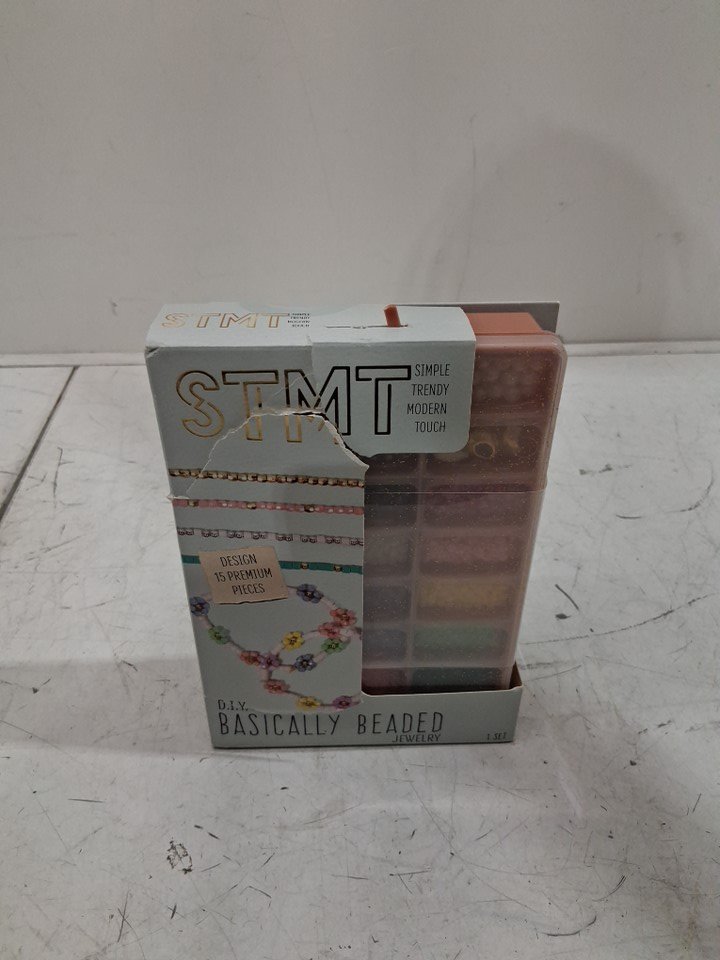 STMT
STMT
SIMPLE
TRENDY
MODERN
TOUCH
DESIGN
15 PREMIUM
PIECES
D.I.Y.
BASICALLY BEADED
JEWELRY
1 SET